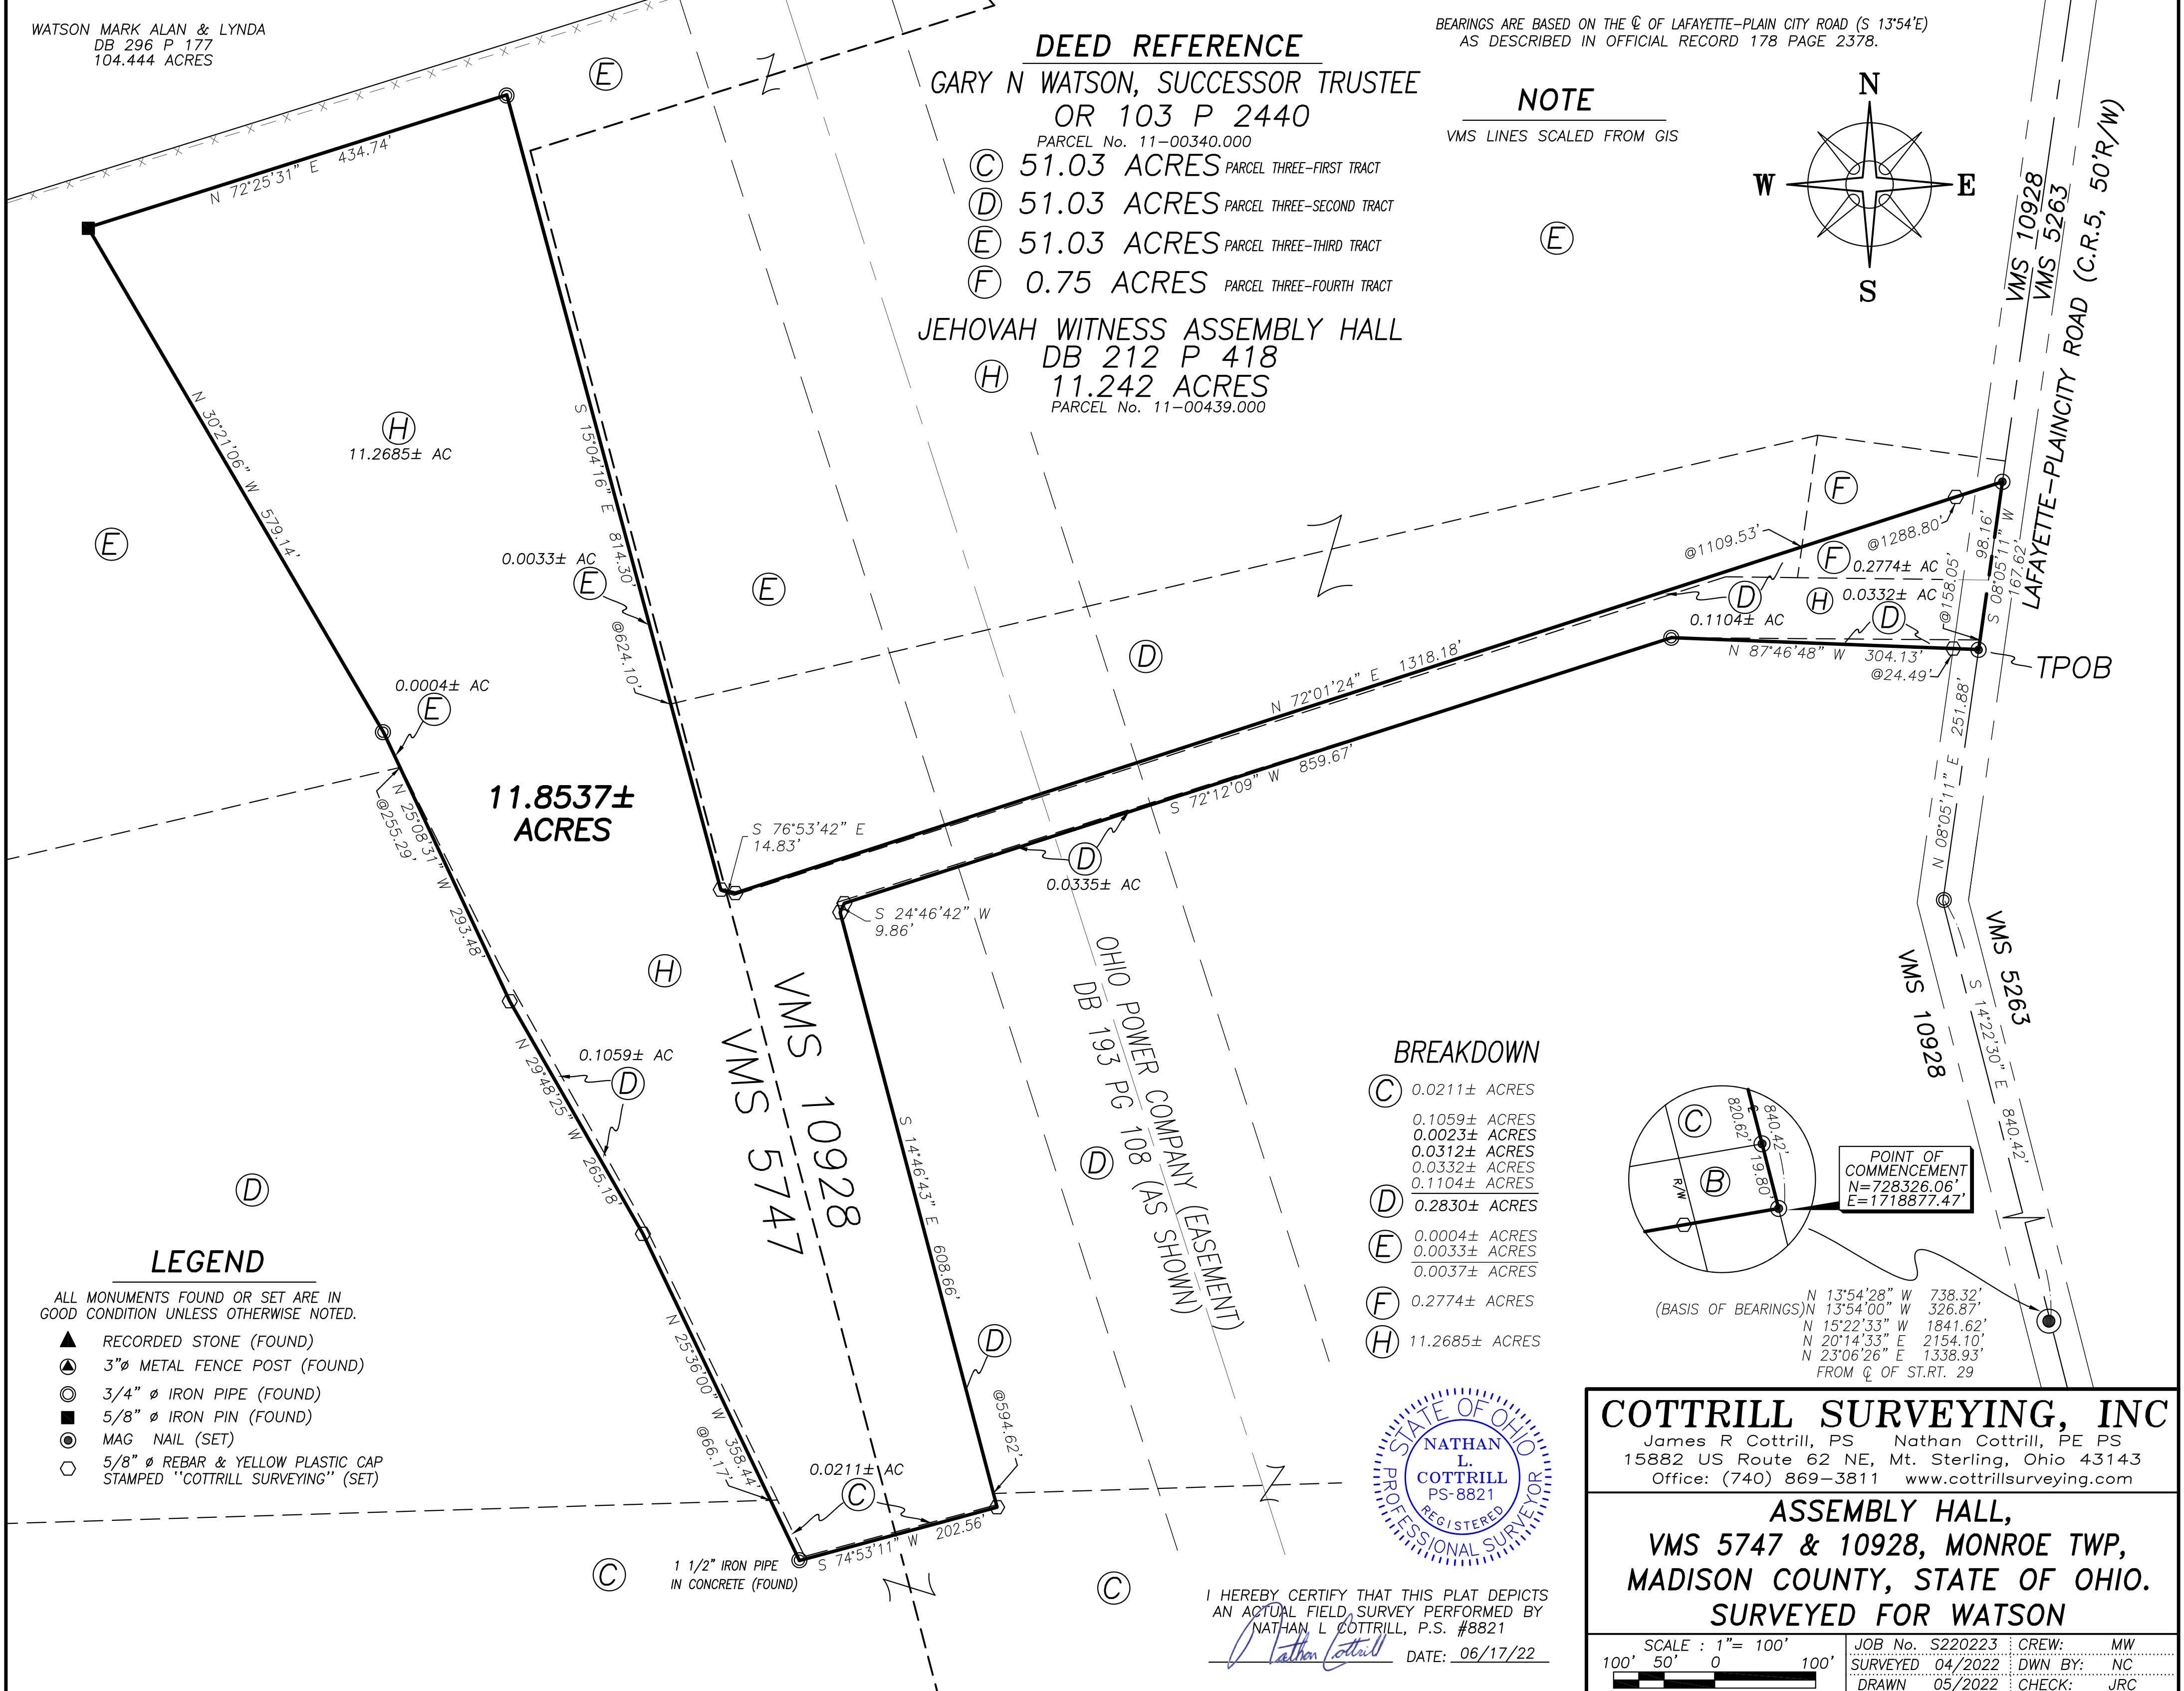 WATSON MARK ALAN & LYNDA
DB 296 P 177
104.444 ACRES
DEED REFERENCE
GARY N WATSON, SUCCESSOR TRUSTEE
OR 103 P 2440
PARCEL No. 11-00340.000
C 51.03 ACRES PARCEL THREE-FIRST TRACT
D 51.03 ACRES PARCEL THREE-SECOND TRACT
E 51.03 ACRES PARCEL THREE-THIRD TRACT
F 0.75 ACRES PARCEL THREE-FOURTH TRACT
JEHOVAH WITNESS ASSEMBLY HALL
DB 212 P 418
H 11.242 ACRES
PARCEL No. 11-00439.000
BEARINGS ARE BASED ON THE ℄ OF LAFAYETTE-PLAIN CITY ROAD (S 13°54'E)
AS DESCRIBED IN OFFICIAL RECORD 178 PAGE 2378.
NOTE
VMS LINES SCALED FROM GIS
N
W E
S
E
E
N 72°25'31" E 434.74'
N 30°21'06" W 579.14'
H
11.2685± AC
S 15°04'16" E 814.30'
@624.10'
0.0033± AC
E
E
E
0.0004± AC
E
@255.29'
N 25°08'31" W 293.48'
11.8537±
ACRES
S 76°53'42" E
14.83'
D
N 72°01'24" E 1318.18'
@1109.53'
@1288.80'
F
F 0.2774± AC
D
0.1104± AC
H 0.0332± AC
D
@158.05'
S 08°05'11" W
98.16'
167.62'
N 87°46'48" W 304.13'
@24.49'
TPOB
VMS 10928
VMS 5263
LAFAYETTE-PLAINCITY ROAD (C.R.5, 50'R/W)
N 08°05'11" E 251.88'
S 72°12'09" W 859.67'
D
0.0335± AC
S 24°46'42" W
9.86'
H
VMS 10928
VMS 5747
OHIO POWER COMPANY (EASEMENT)
DB 193 PG 108 (AS SHOWN)
VMS 5263
VMS 10928
S 14°22'30" E 840.42'
N 29°48'25" W 265.18'
0.1059± AC
D
D
S 14°46'43" E 608.66'
D
D
@594.62'
N 25°36'00" W 358.44'
@66.17'
0.0211± AC
C
S 74°53'11" W 202.56'
1 1/2" IRON PIPE
IN CONCRETE (FOUND)
C
C
BREAKDOWN
C 0.0211± ACRES
0.1059± ACRES
0.0023± ACRES
0.0312± ACRES
0.0332± ACRES
0.1104± ACRES
D 0.2830± ACRES
E 0.0004± ACRES
0.0033± ACRES
0.0037± ACRES
F 0.2774± ACRES
H 11.2685± ACRES
C
B
R/W
820.62'
840.42'
19.80'
POINT OF
COMMENCEMENT
N=728326.06'
E=1718877.47'
N 13°54'28" W 738.32'
(BASIS OF BEARINGS) N 13°54'00" W 326.87'
N 15°22'33" W 1841.62'
N 20°14'33" E 2154.10'
N 23°06'26" E 1338.93'
FROM ℄ OF ST.RT. 29
LEGEND
ALL MONUMENTS FOUND OR SET ARE IN
GOOD CONDITION UNLESS OTHERWISE NOTED.
RECORDED STONE (FOUND)
3"ø METAL FENCE POST (FOUND)
3/4" ø IRON PIPE (FOUND)
5/8" ø IRON PIN (FOUND)
MAG NAIL (SET)
5/8" ø REBAR & YELLOW PLASTIC CAP
STAMPED "COTTRILL SURVEYING" (SET)
STATE OF OHIO
NATHAN
L.
COTTRILL
PS-8821
REGISTERED
PROFESSIONAL SURVEYOR
I HEREBY CERTIFY THAT THIS PLAT DEPICTS
AN ACTUAL FIELD SURVEY PERFORMED BY
NATHAN L COTTRILL, P.S. #8821
Nathan Cottrill DATE: 06/17/22
COTTRILL SURVEYING, INC
James R Cottrill, PS Nathan Cottrill, PE PS
15882 US Route 62 NE, Mt. Sterling, Ohio 43143
Office: (740) 869-3811 www.cottrillsurveying.com
ASSEMBLY HALL,
VMS 5747 & 10928, MONROE TWP,
MADISON COUNTY, STATE OF OHIO.
SURVEYED FOR WATSON
SCALE : 1"= 100'
100' 50' 0 100'
JOB No. S220223 CREW: MW
SURVEYED 04/2022 DWN BY: NC
DRAWN 05/2022 CHECK: JRC